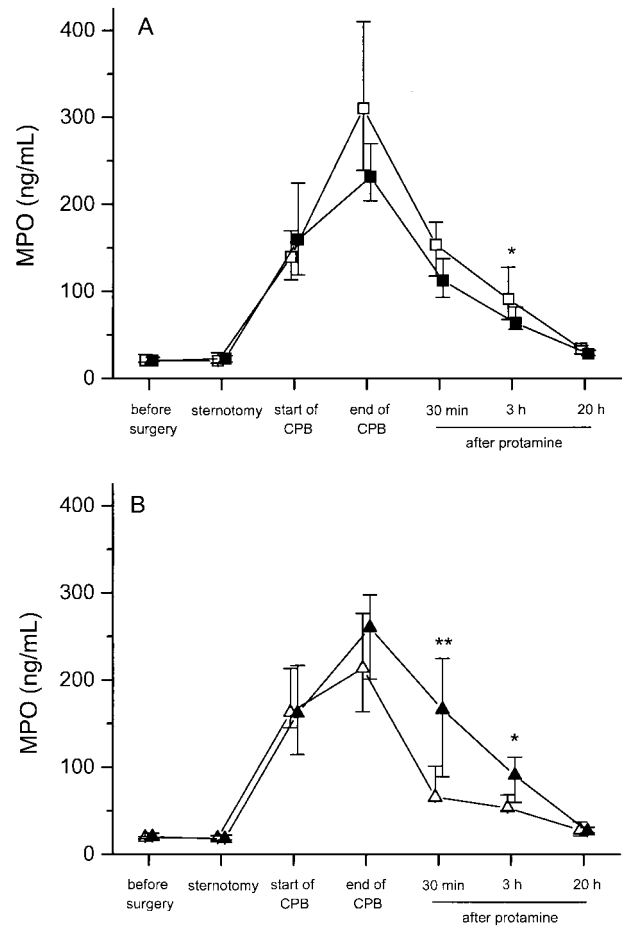 A
400
300
200
100
0
MPO (ng/mL)
*
before surgery
sternotomy
start of CPB
end of CPB
30 min
3 h
20 h
after protamine
B
400
300
200
100
0
MPO (ng/mL)
**
*
before surgery
sternotomy
start of CPB
end of CPB
30 min
3 h
20 h
after protamine